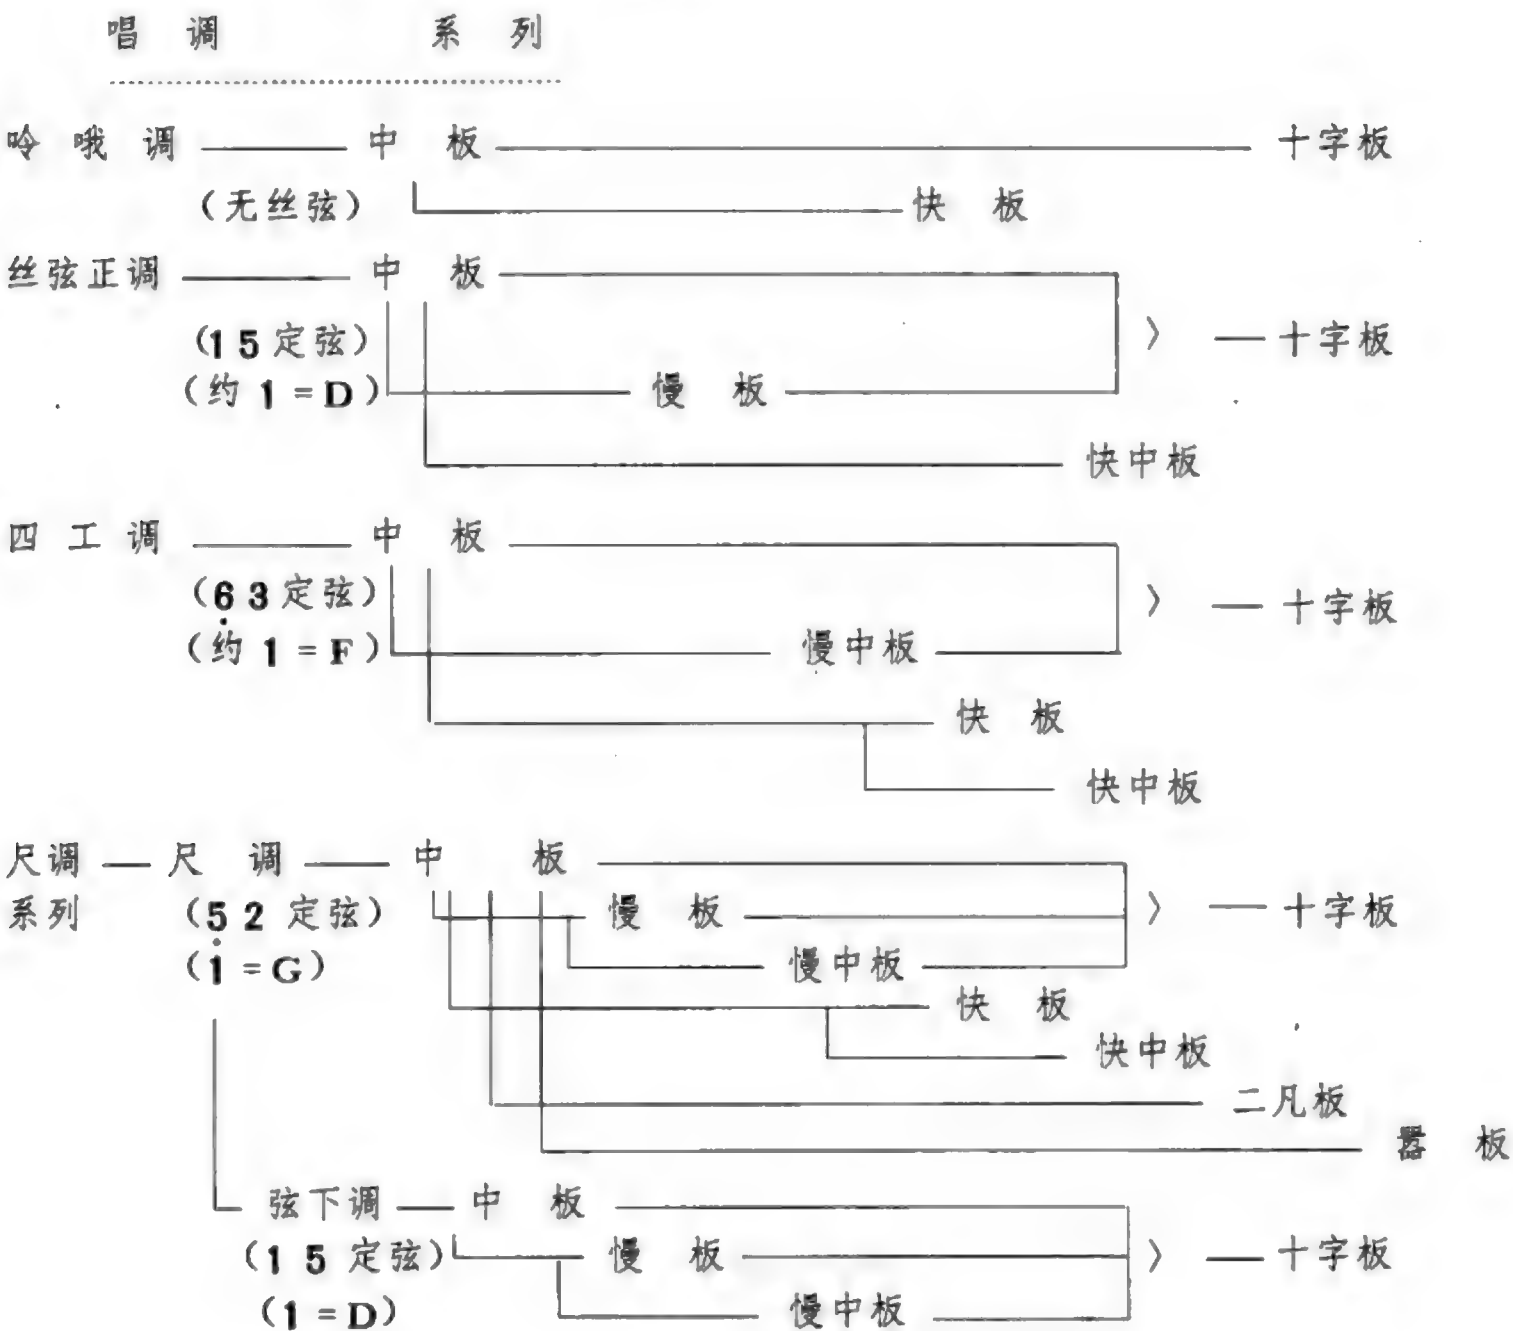 唱调 系列
呤哦调 中板 十字板
(无丝弦) 快板
丝弦正调 中板
(15定弦) 〉 十字板
(约1=D) 慢板
快中板
四工调 中板
(6̣3定弦) 〉 十字板
(约1=F) 慢中板
快板
快中板
尺调 尺调 中板
系列 (5̣2定弦) 慢板 〉 十字板
(1=G) 慢中板
快板
快中板
二凡板
嚣板
弦下调 中板
(15定弦) 慢板 〉 十字板
(1=D) 慢中板